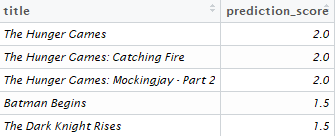 title prediction_score
The Hunger Games 2.0
The Hunger Games: Catching Fire 2.0
The Hunger Games: Mockingjay - Part 2 2.0
Batman Begins 1.5
The Dark Knight Rises 1.5